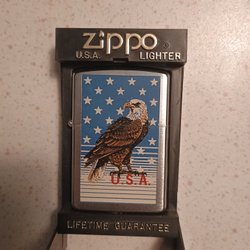 zippo
U.S.A. LIGHTER
U.S.A.
LIFETIME GUARANTEE